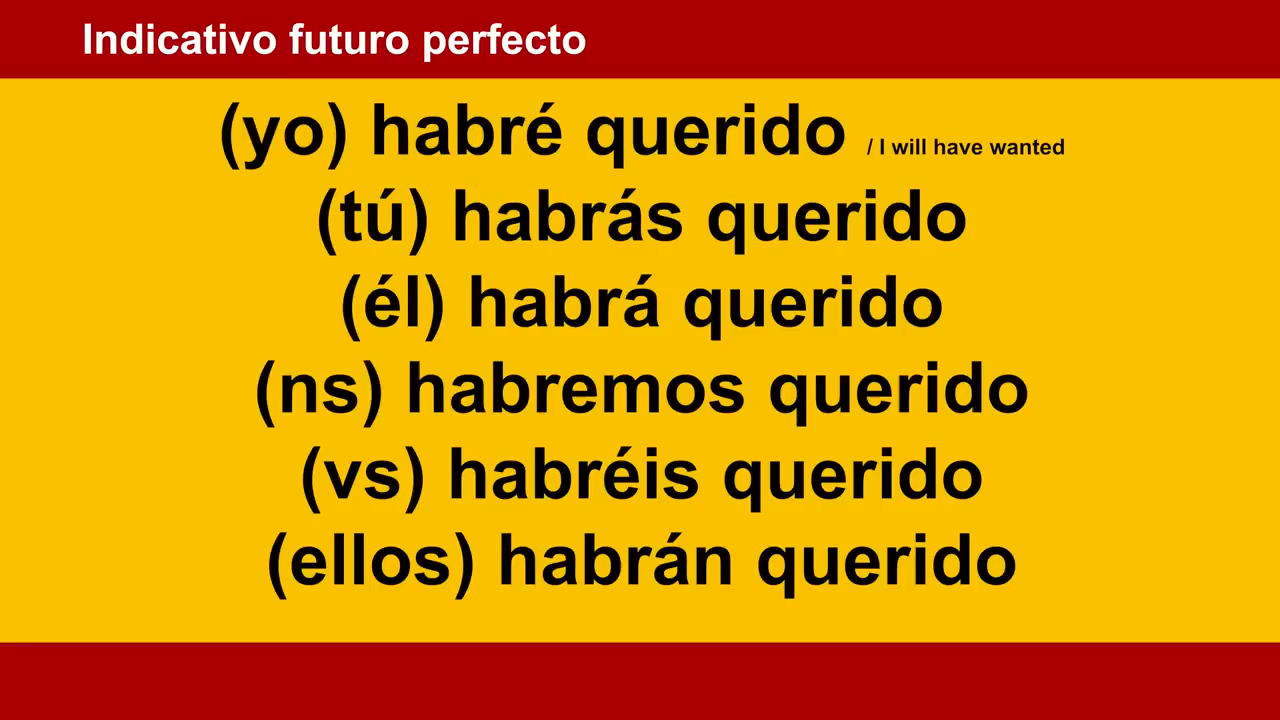 Indicativo futuro perfecto
(yo) habré querido / I will have wanted
(tú) habrás querido
(él) habrá querido
(ns) habremos querido
(vs) habréis querido
(ellos) habrán querido